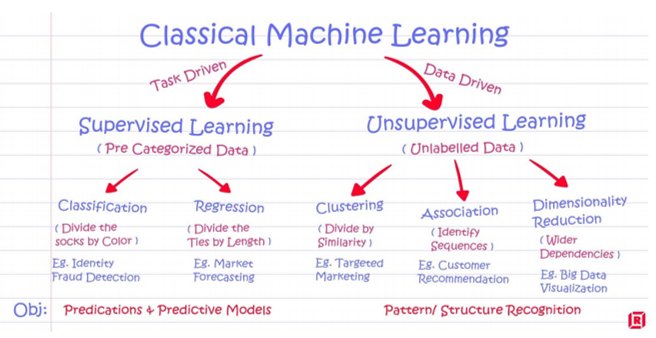 Classical Machine Learning
Task Driven
Data Driven
Supervised Learning
( Pre Categorized Data )
Unsupervised Learning
( Unlabelled Data )
Classification
( Divide the
socks by Color )
Eg. Identity
Fraud Detection
Regression
( Divide the
Ties by Length )
Eg. Market
Forecasting
Clustering
( Divide by
Similarity )
Eg. Targeted
Marketing
Association
( Identify
Sequences )
Eg. Customer
Recommendation
Dimensionality
Reduction
( Wider
Dependencies )
Eg. Big Data
Visualization
Obj: Predications & Predictive Models
Pattern/ Structure Recognition
R